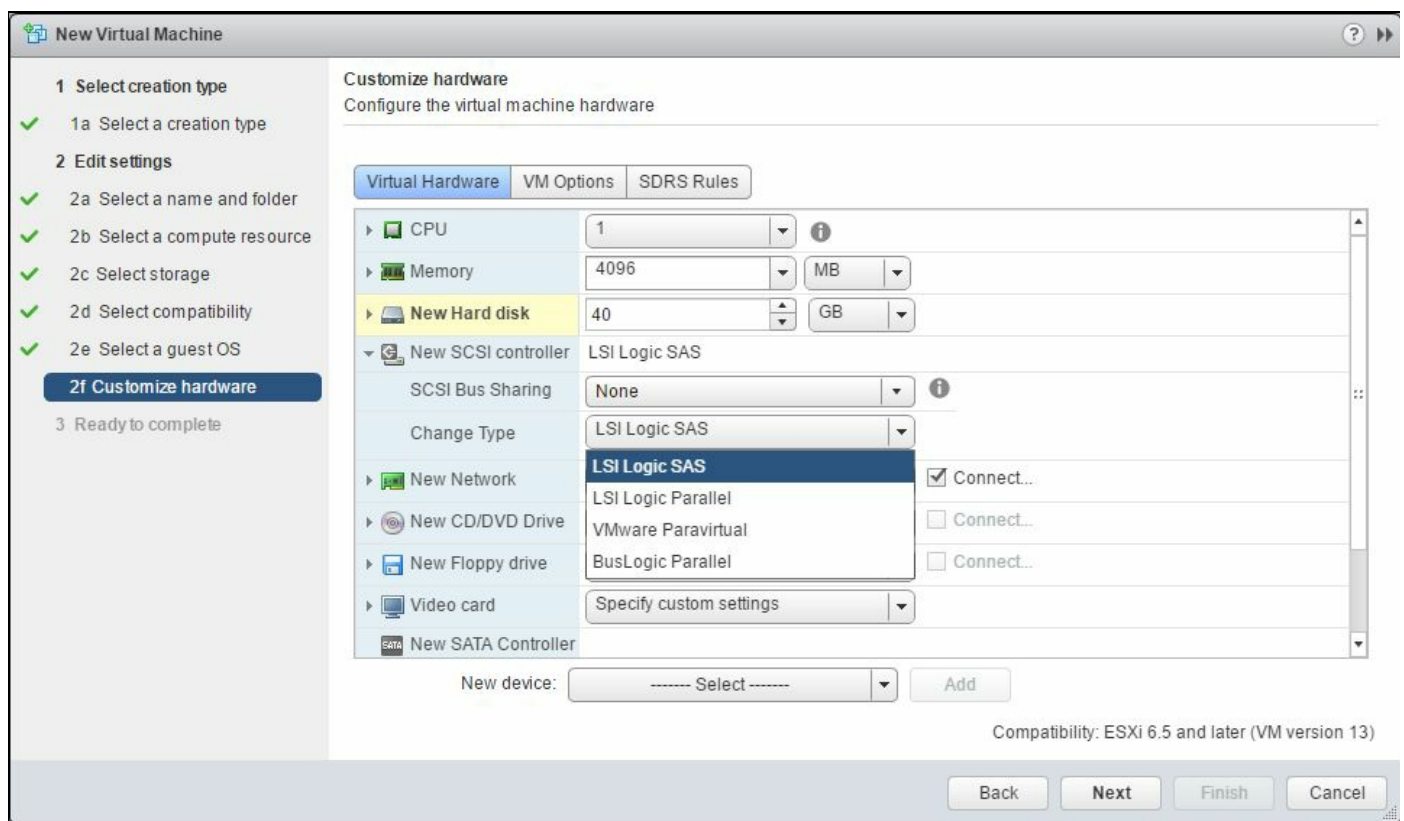 New Virtual Machine
1 Select creation type
1a Select a creation type
2 Edit settings
2a Select a name and folder
2b Select a compute resource
2c Select storage
2d Select compatibility
2e Select a guest OS
2f Customize hardware
3 Ready to complete
Customize hardware
Configure the virtual machine hardware
Virtual Hardware VM Options SDRS Rules
CPU 1
Memory 4096 MB
New Hard disk 40 GB
New SCSI controller LSI Logic SAS
SCSI Bus Sharing None
Change Type LSI Logic SAS
LSI Logic SAS
LSI Logic Parallel
VMware Paravirtual
BusLogic Parallel
New Network Connect...
New CD/DVD Drive Connect...
New Floppy drive Connect...
Video card Specify custom settings
SATA New SATA Controller
New device: ------- Select ------- Add
Compatibility: ESXi 6.5 and later (VM version 13)
Back Next Finish Cancel